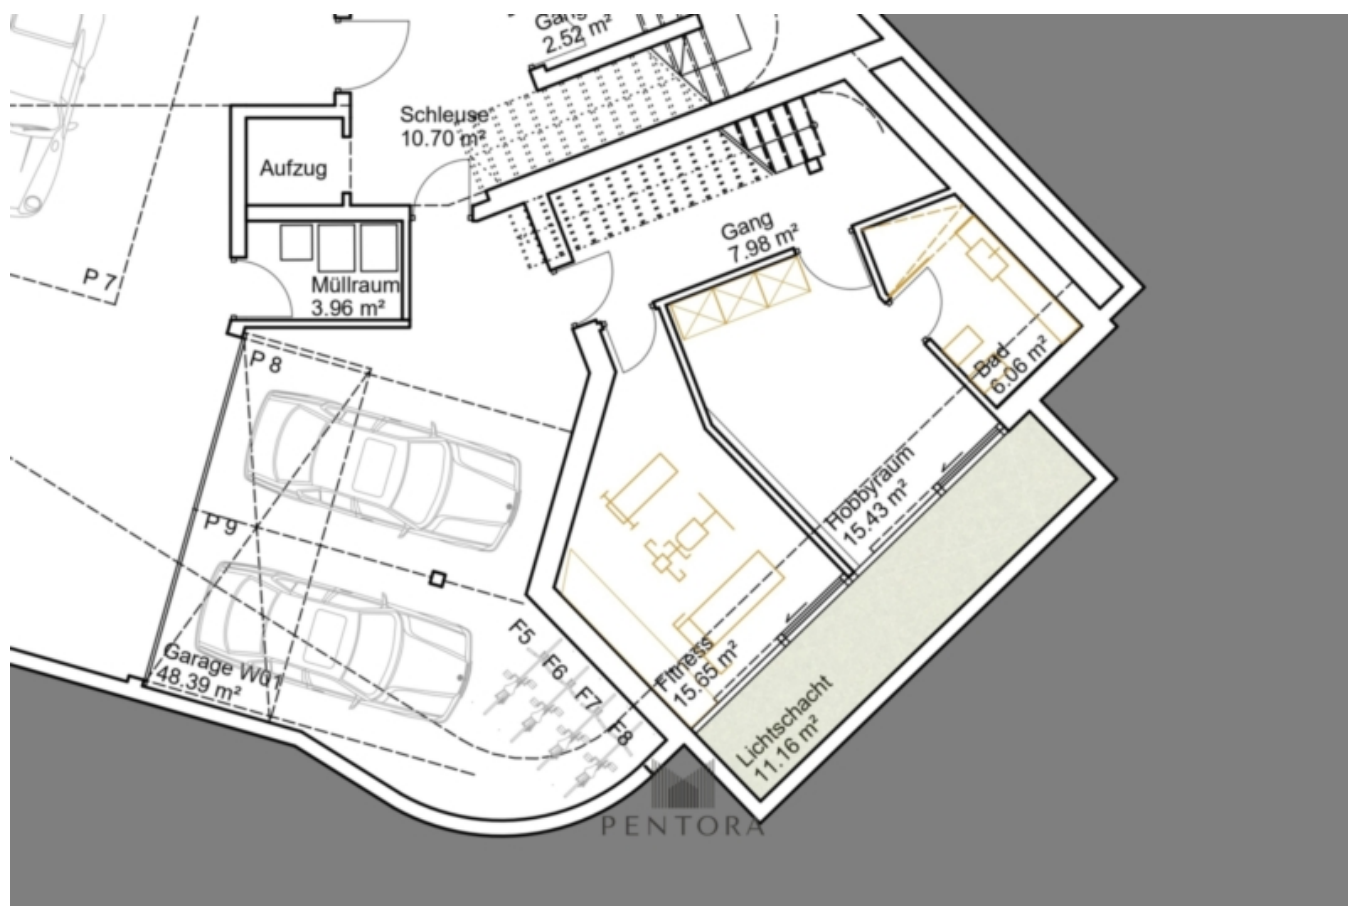 Gang
2.52 m²
Schleuse
10.70 m²
Aufzug
Gang
7.98 m²
P 7
Müllraum
3.96 m²
P 8
Bad
6.06 m²
Hobbyraum
15.43 m²
P 9
F5
F6
F7
F8
Garage W01
48.39 m²
Fitness
15.65 m²
Lichtschacht
11.16 m²
PENTORA